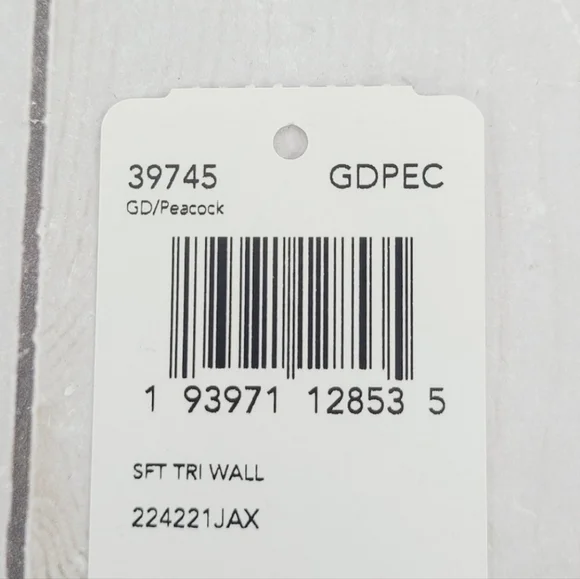 39745 GDPEC
GD/Peacock
1 93971 12853 5
SFT TRI WALL
224221JAX